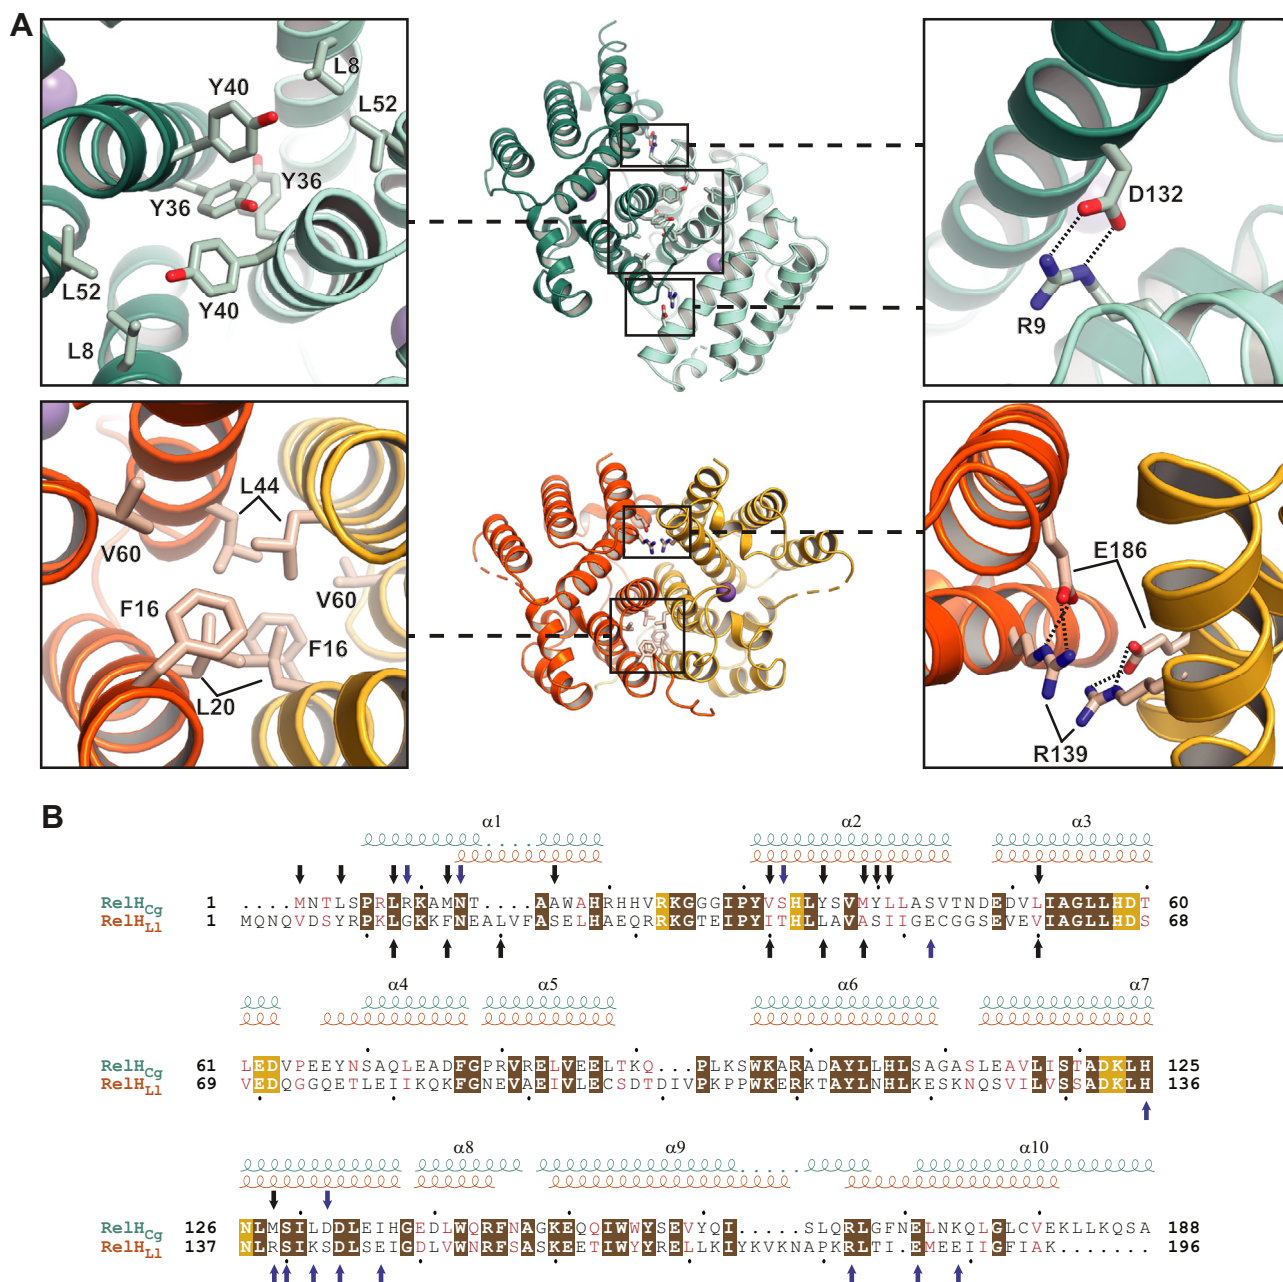 A
L8
Y40
L52
Y36
Y36
L52
Y40
L8
D132
R9
L44
V60
V60
F16
F16
L20
E186
R139
B
α1 α2 α3
RelHCg 1 ....MNTLSPRLRKAMNT....AAWAHRHHVRKGGGIPYVSHLYSVMYLLASVTNDEDVLIAGLLHDT 60
RelHLl 1 MQNQVDSYRPKLGKKFNEALVFASELHAEQRRKGTEIPYITHLLAVASIIGECGGSEVEVIAGLLHDS 68
α4 α5 α6 α7
RelHCg 61 LEDVPEEYNSAQLEADFGPRVRELVEELTKQ...PLKSWKARADAYLLHLSAGASLEAVLISTADKLH 125
RelHLl 69 VEDQGGQETLEIIKQKFGNEVAEIVLECSDTDIVPKPPWKERKTAYLNHLKESKNQSVILVSSADKLH 136
α8 α9 α10
RelHCg 126 NLMSILDDLEIHGEDLWQRFNAGKEQQIWWYSEVYQI.....SLQRLGFNELNKQLGLCVEKLLKQSA 188
RelHLl 137 NLRSIKSDLSEIGDLVWNRFSASKEETIWYYRELLKIYKVKNAPKRLTI.EMEEIIGFIAK....... 196